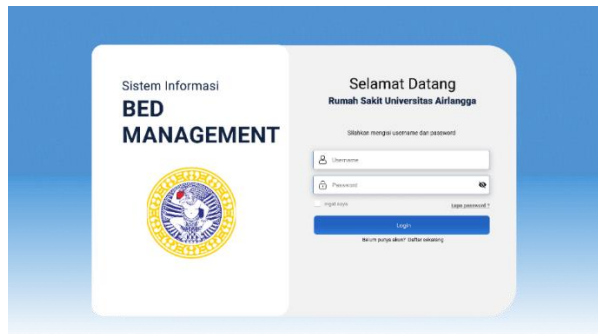 Sistem Informasi
BED
MANAGEMENT
Selamat Datang
Rumah Sakit Universitas Airlangga
Silahkan mengisi username dan password
Username
Password
Ingat saya
Lupa password ?
Login
Belum punya akun? Daftar sekarang